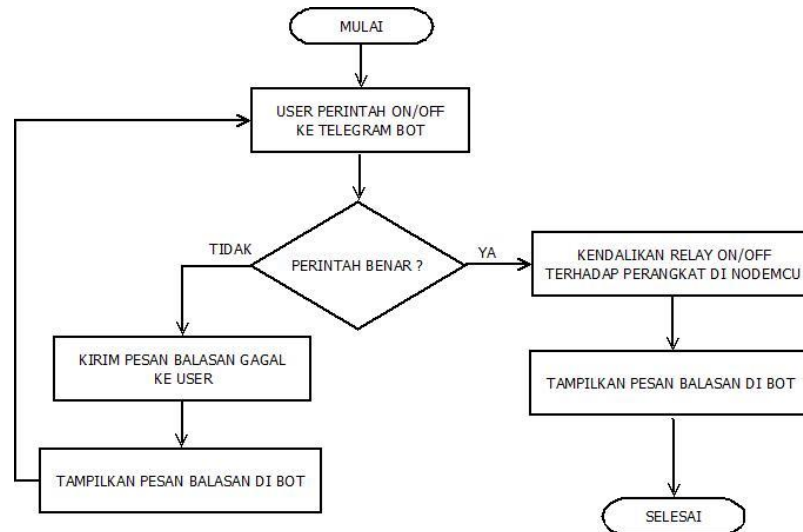 MULAI
USER PERINTAH ON/OFF
KE TELEGRAM BOT
PERINTAH BENAR ?
TIDAK
YA
KIRIM PESAN BALASAN GAGAL
KE USER
TAMPILKAN PESAN BALASAN DI BOT
KENDALIKAN RELAY ON/OFF
TERHADAP PERANGKAT DI NODEMCU
TAMPILKAN PESAN BALASAN DI BOT
SELESAI